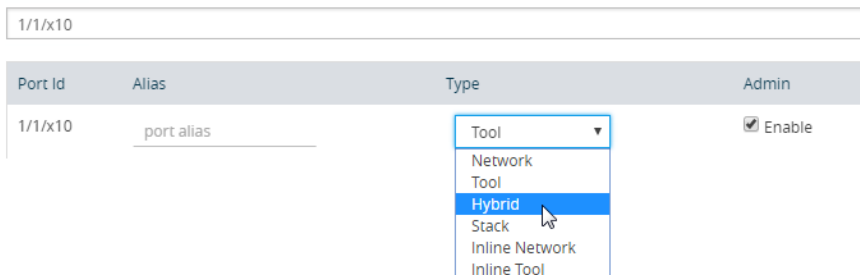 1/1/x10
Port Id Alias Type Admin
1/1/x10 port alias Tool Enable
Network
Tool
Hybrid
Stack
Inline Network
Inline Tool